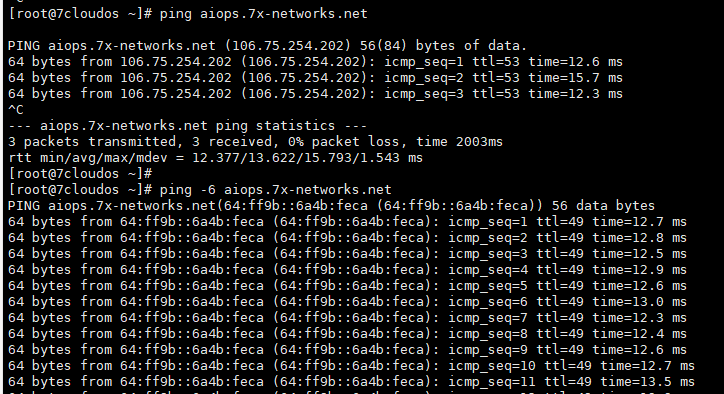 [root@7cloudos ~]# ping aiops.7x-networks.net
PING aiops.7x-networks.net (106.75.254.202) 56(84) bytes of data.
64 bytes from 106.75.254.202 (106.75.254.202): icmp_seq=1 ttl=53 time=12.6 ms
64 bytes from 106.75.254.202 (106.75.254.202): icmp_seq=2 ttl=53 time=15.7 ms
64 bytes from 106.75.254.202 (106.75.254.202): icmp_seq=3 ttl=53 time=12.3 ms
^C
--- aiops.7x-networks.net ping statistics ---
3 packets transmitted, 3 received, 0% packet loss, time 2003ms
rtt min/avg/max/mdev = 12.377/13.622/15.793/1.543 ms
[root@7cloudos ~]#
[root@7cloudos ~]# ping -6 aiops.7x-networks.net
PING aiops.7x-networks.net(64:ff9b::6a4b:feca (64:ff9b::6a4b:feca)) 56 data bytes
64 bytes from 64:ff9b::6a4b:feca (64:ff9b::6a4b:feca): icmp_seq=1 ttl=49 time=12.7 ms
64 bytes from 64:ff9b::6a4b:feca (64:ff9b::6a4b:feca): icmp_seq=2 ttl=49 time=12.8 ms
64 bytes from 64:ff9b::6a4b:feca (64:ff9b::6a4b:feca): icmp_seq=3 ttl=49 time=12.5 ms
64 bytes from 64:ff9b::6a4b:feca (64:ff9b::6a4b:feca): icmp_seq=4 ttl=49 time=12.9 ms
64 bytes from 64:ff9b::6a4b:feca (64:ff9b::6a4b:feca): icmp_seq=5 ttl=49 time=12.6 ms
64 bytes from 64:ff9b::6a4b:feca (64:ff9b::6a4b:feca): icmp_seq=6 ttl=49 time=13.0 ms
64 bytes from 64:ff9b::6a4b:feca (64:ff9b::6a4b:feca): icmp_seq=7 ttl=49 time=12.3 ms
64 bytes from 64:ff9b::6a4b:feca (64:ff9b::6a4b:feca): icmp_seq=8 ttl=49 time=12.4 ms
64 bytes from 64:ff9b::6a4b:feca (64:ff9b::6a4b:feca): icmp_seq=9 ttl=49 time=12.6 ms
64 bytes from 64:ff9b::6a4b:feca (64:ff9b::6a4b:feca): icmp_seq=10 ttl=49 time=12.7 ms
64 bytes from 64:ff9b::6a4b:feca (64:ff9b::6a4b:feca): icmp_seq=11 ttl=49 time=13.5 ms